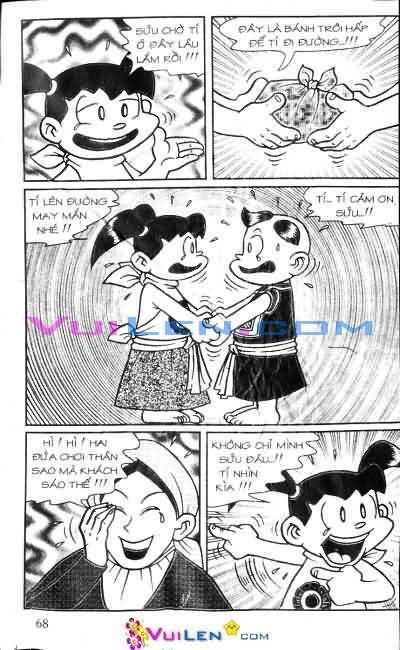 SỬU CHỜ TÍ
Ở ĐÂY LÂU
LẮM RỒI !!!
ĐÂY LÀ BÁNH TRÔI HẤP
ĐỂ TÍ ĐI ĐƯỜNG...!!!
TÍ LÊN ĐƯỜNG
MAY MẮN
NHÉ !!
TÍ... TÍ CẢM ƠN
SỬU...!!
VUILEN.COM
HÌ ! HÌ ! HAI
ĐỨA CHƠI THÂN
SAO MÀ KHÁCH
SÁO THẾ !!!
KHÔNG CHỈ MÌNH
SỬU ĐÂU...!!
TÍ NHÌN
KÌA !!!
68
VUILEN.COM